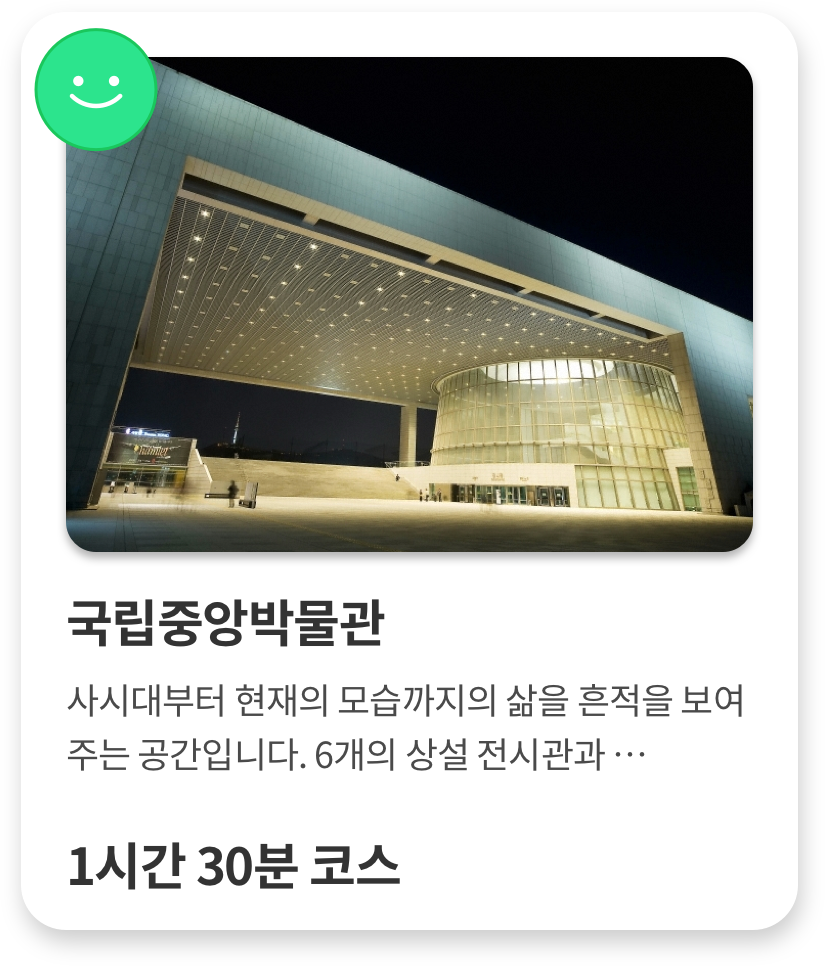 국립중앙박물관
사시대부터 현재의 모습까지의 삶을 흔적을 보여
주는 공간입니다. 6개의 상설 전시관과 ⋯
1시간 30분 코스